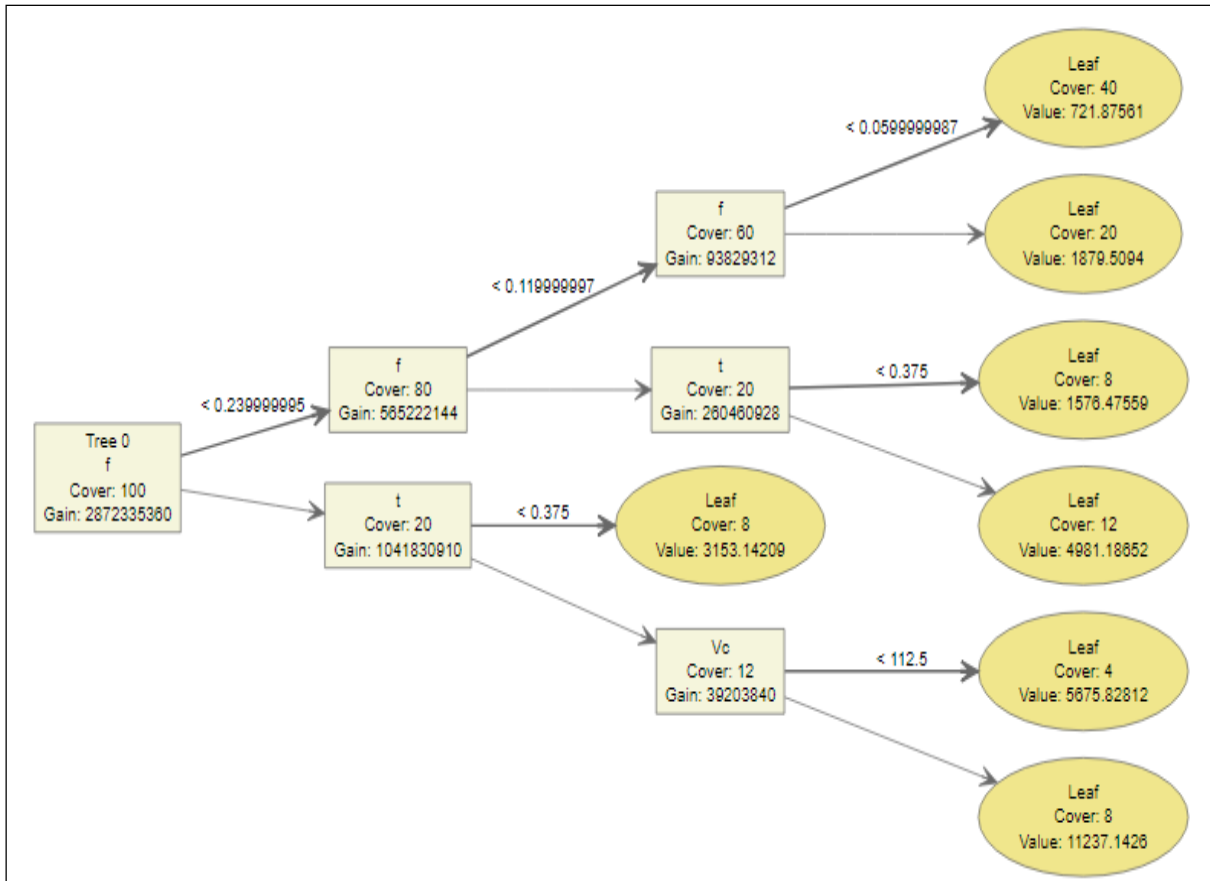 Leaf
Cover: 40
Value: 721.87561
< 0.0599999987
f
Cover: 60
Gain: 93829312
Leaf
Cover: 20
Value: 1879.5094
< 0.119999997
f
Cover: 80
Gain: 565222144
t
Cover: 20
Gain: 260460928
< 0.375
Leaf
Cover: 8
Value: 1576.47559
< 0.239999995
Tree 0
f
Cover: 100
Gain: 2872335360
t
Cover: 20
Gain: 1041830910
< 0.375
Leaf
Cover: 8
Value: 3153.14209
Leaf
Cover: 12
Value: 4981.18652
Vc
Cover: 12
Gain: 39203840
< 112.5
Leaf
Cover: 4
Value: 5675.82812
Leaf
Cover: 8
Value: 11237.1426